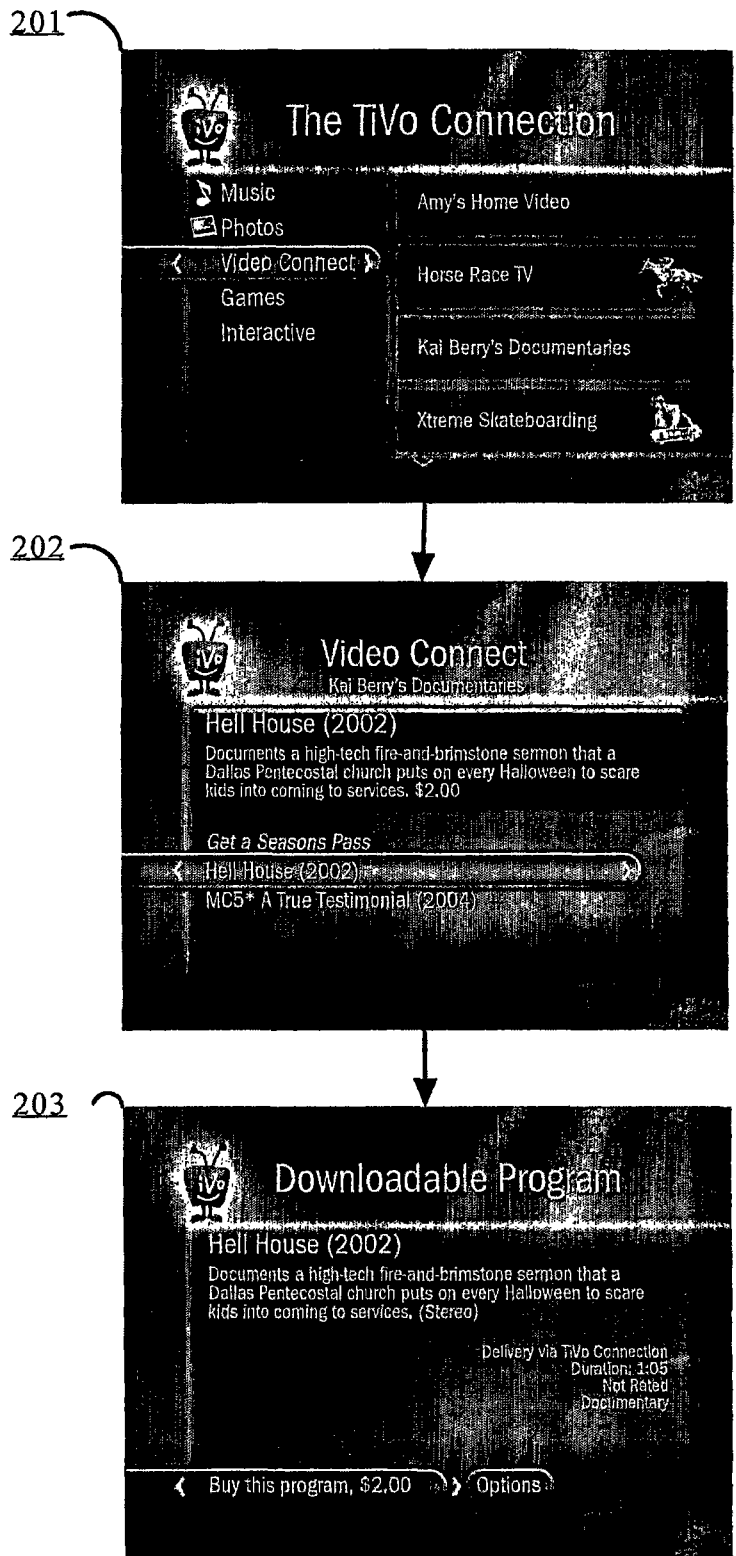 201
TiVo
The TiVo Connection
Music
Photos
Video Connect
Games
Interactive
Amy's Home Video
Horse Race TV
Kai Berry's Documentaries
Xtreme Skateboarding
202
TiVo
Video Connect
Kai Berry's Documentaries
Hell House (2002)
Documents a high-tech fire-and-brimstone sermon that a
Dallas Pentecostal church puts on every Halloween to scare
kids into coming to services. $2.00
Get a Seasons Pass
Hell House (2002)
MC5* A True Testimonial (2004)
203
TiVo
Downloadable Program
Hell House (2002)
Documents a high-tech fire-and-brimstone sermon that a
Dallas Pentecostal church puts on every Halloween to scare
kids into coming to services. (Stereo)
Delivery via TiVo Connection
Duration: 1:05
Not Rated
Documentary
Buy this program, $2.00
Options